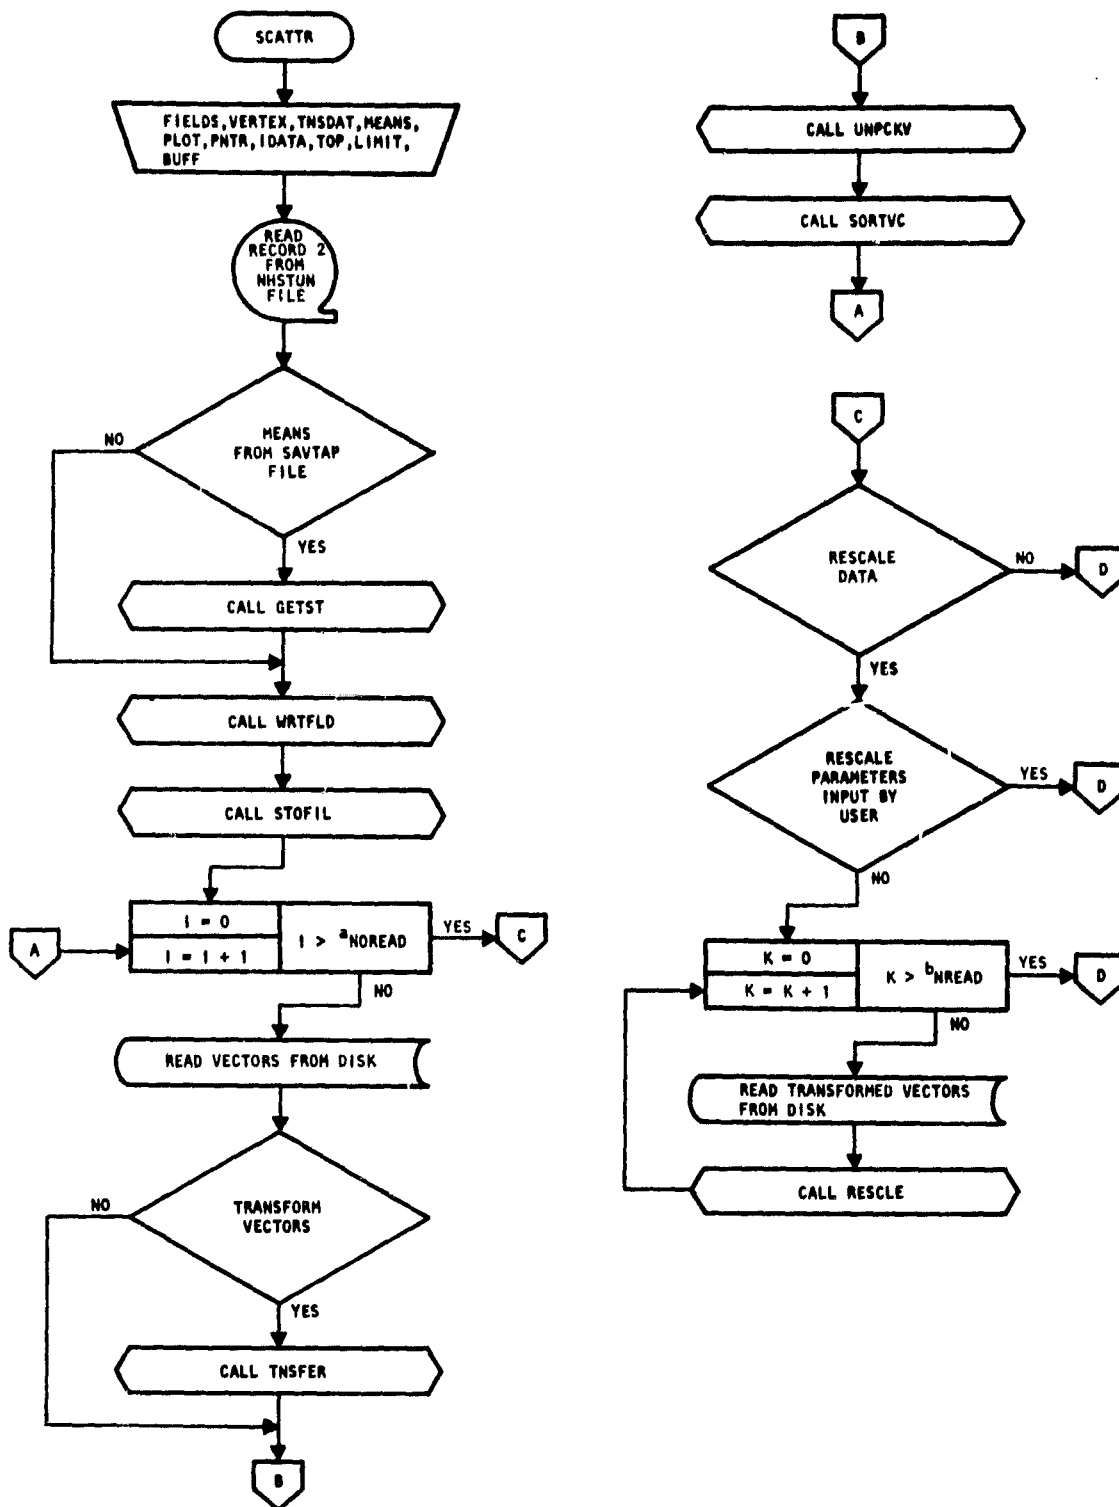 SCATTR
FIELDS,VERTEX,TNSDAT,MEANS,
PLOT,PNTR,IDATA,TOP,LIMIT,
BUFF
READ
RECORD 2
FROM
NHSTUN
FILE
MEANS
FROM SAVTAP
FILE
NO
YES
CALL GETST
CALL WRTFLD
CALL STOFIL
A
I = 0
I = I + 1
I > aNOREAD
YES
C
NO
READ VECTORS FROM DISK
TRANSFORM
VECTORS
NO
YES
CALL TNSFER
B
B
CALL UNPCKV
CALL SORTVC
A
C
RESCALE
DATA
NO
D
YES
RESCALE
PARAMETERS
INPUT BY
USER
YES
D
NO
K = 0
K = K + 1
K > bNREAD
YES
D
NO
READ TRANSFORMED VECTORS
FROM DISK
CALL RESCLE